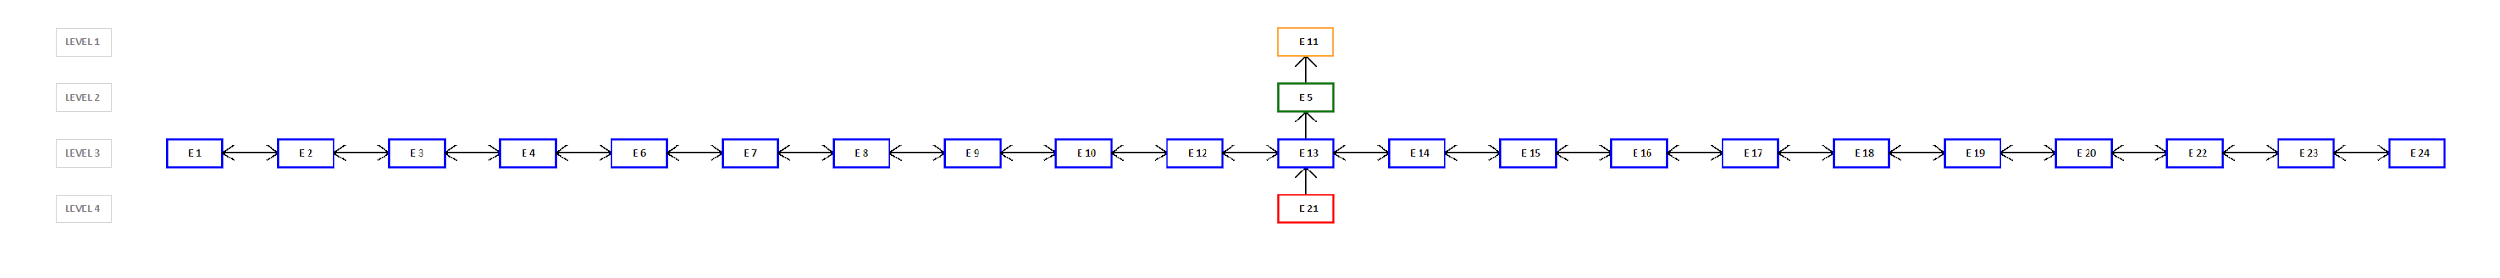 LEVEL 1
E 11
LEVEL 2
E 5
LEVEL 3
E 1
E 2
E 3
E 4
E 6
E 7
E 8
E 9
E 10
E 12
E 13
E 14
E 15
E 16
E 17
E 18
E 19
E 20
E 22
E 23
E 24
LEVEL 4
E 21